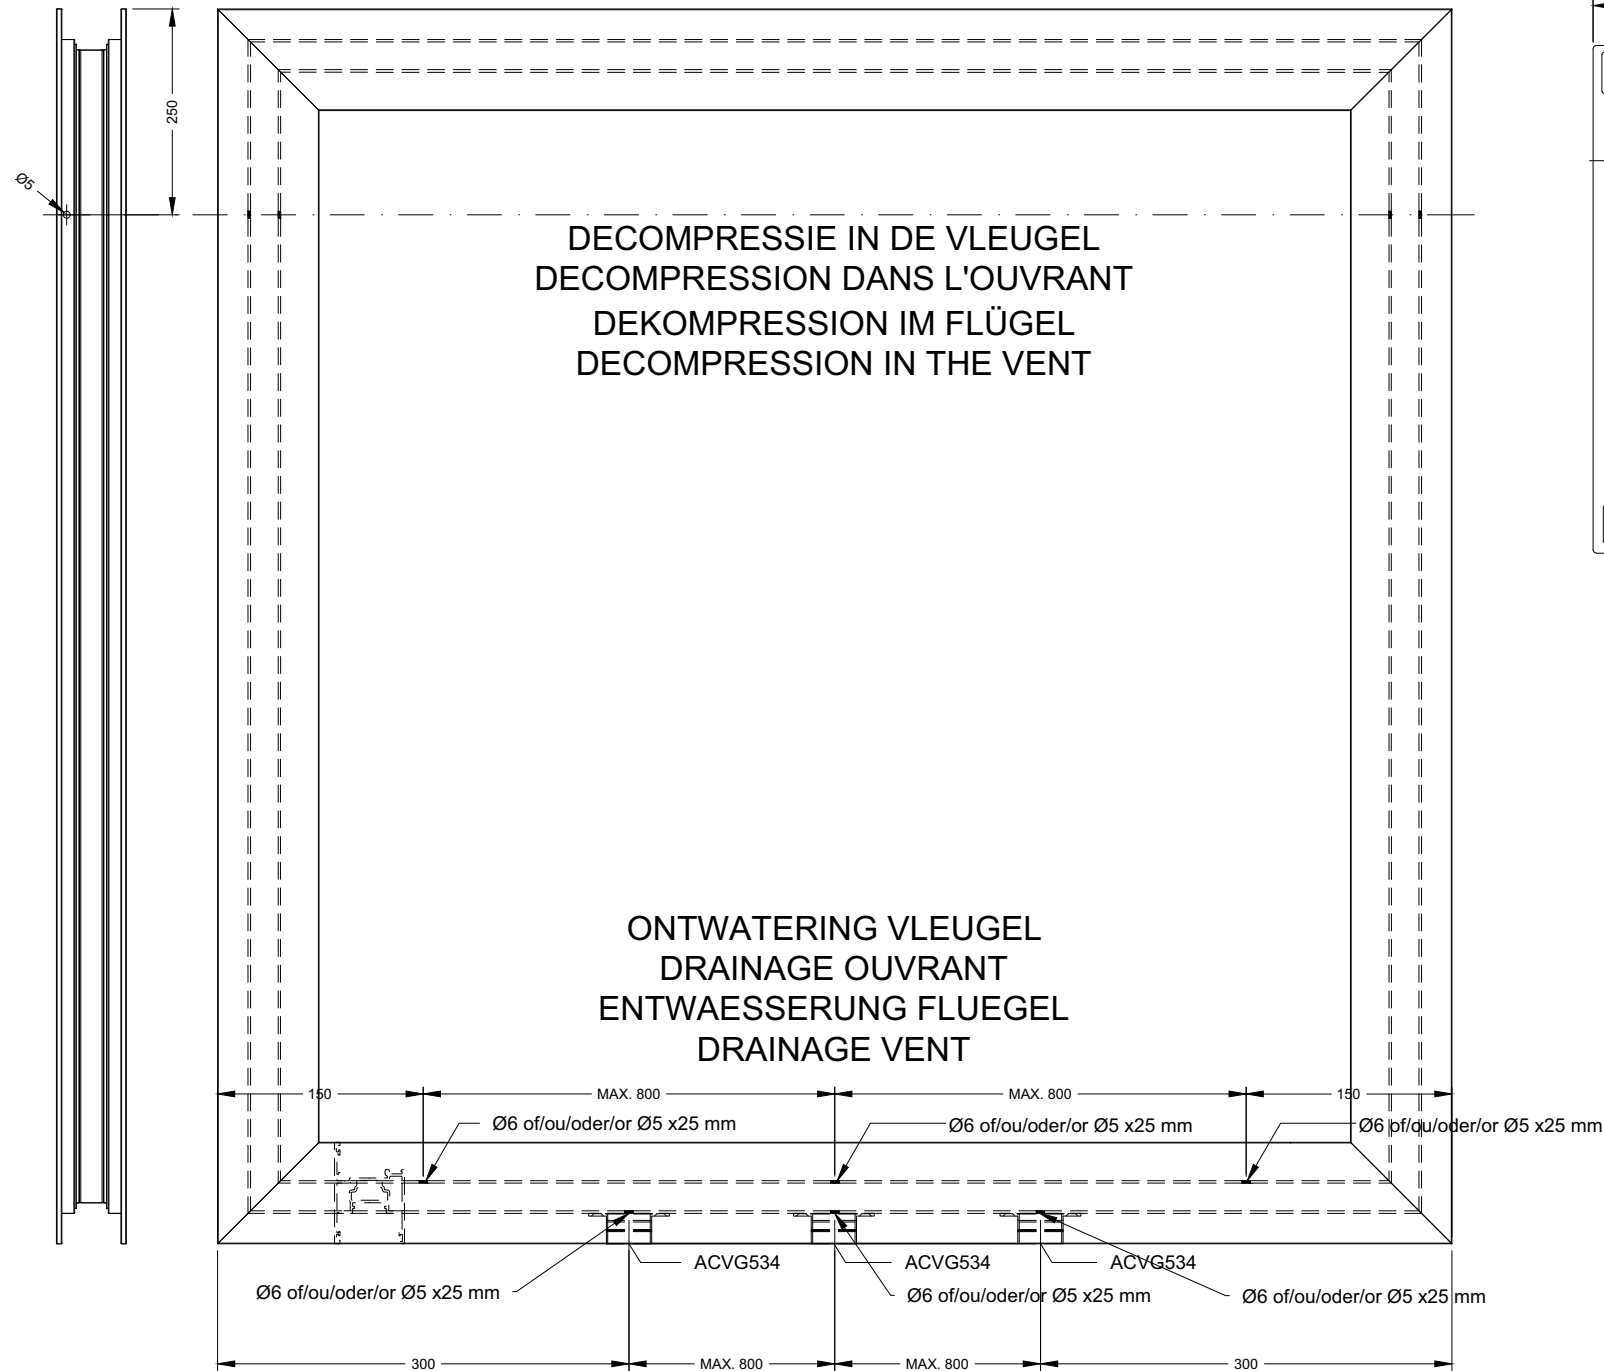 250
Ø5
DECOMPRESSIE IN DE VLEUGEL
DECOMPRESSION DANS L'OUVRANT
DEKOMPRESSION IM FLÜGEL
DECOMPRESSION IN THE VENT
ONTWATERING VLEUGEL
DRAINAGE OUVRANT
ENTWAESSERUNG FLUEGEL
DRAINAGE VENT
150 MAX. 800 MAX. 800 150
Ø6 of/ou/oder/or Ø5 x25 mm Ø6 of/ou/oder/or Ø5 x25 mm Ø6 of/ou/oder/or Ø5 x25 mm
ACVG534 ACVG534 ACVG534
Ø6 of/ou/oder/or Ø5 x25 mm Ø6 of/ou/oder/or Ø5 x25 mm Ø6 of/ou/oder/or Ø5 x25 mm
300 MAX. 800 MAX. 800 300